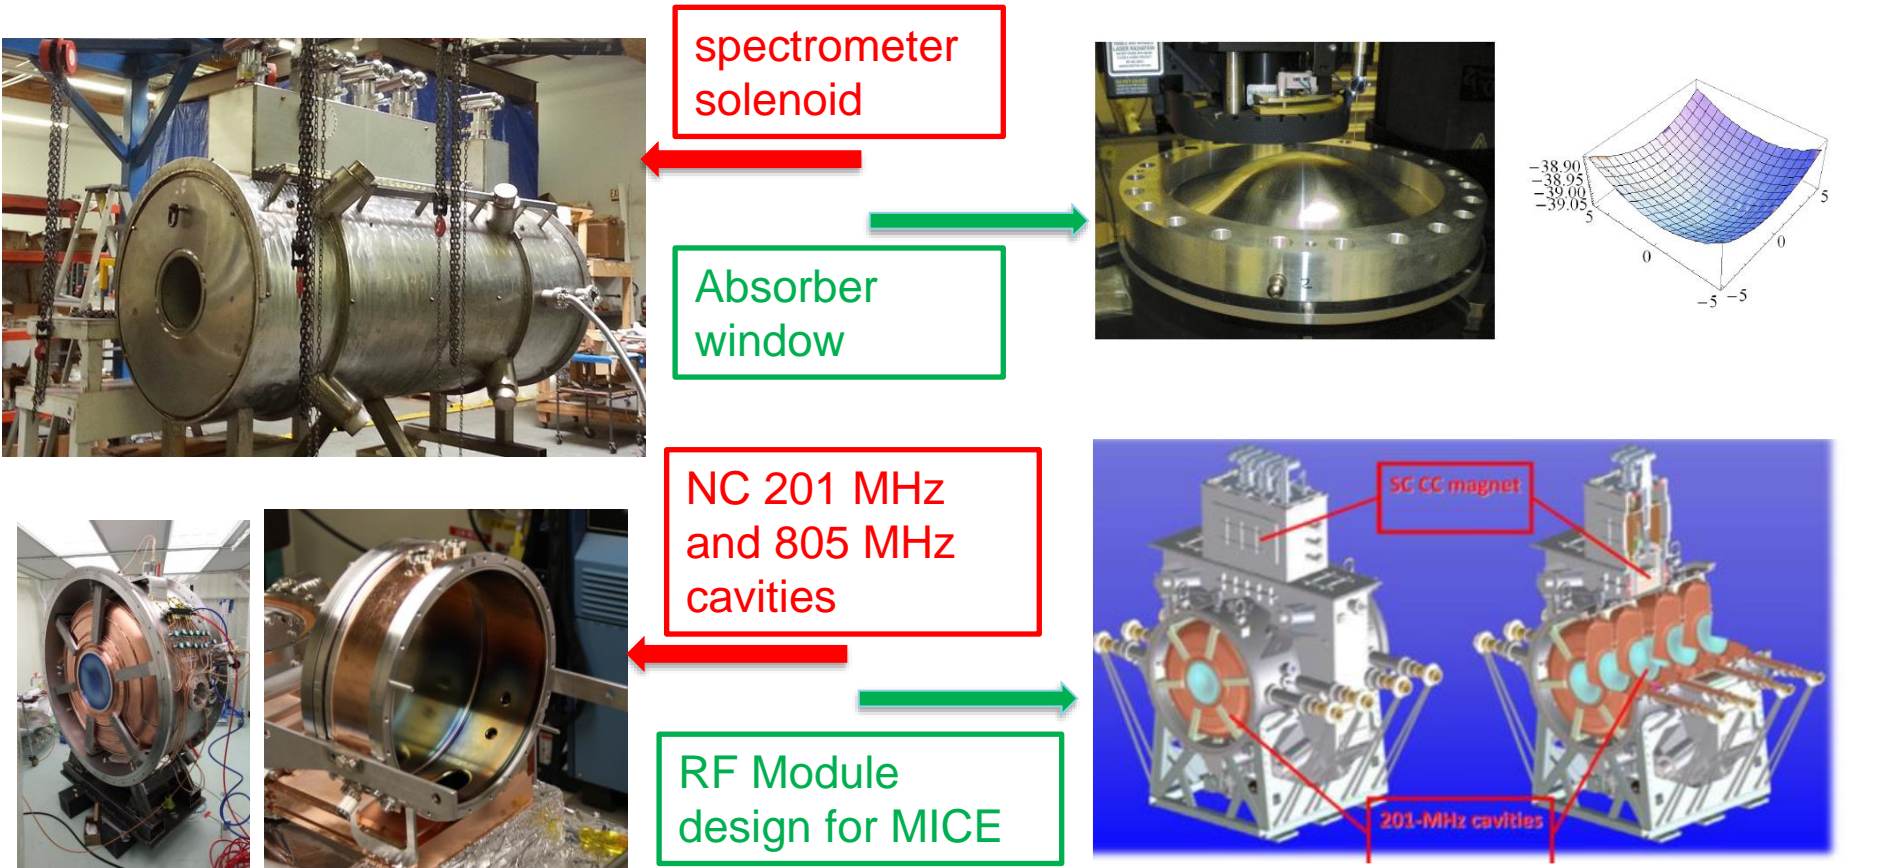 spectrometer
solenoid
Absorber
window
−38.90
−38.95
−39.00
−39.05
5
0
−5
−5
0
5
NC 201 MHz
and 805 MHz
cavities
RF Module
design for MICE
SC CC magnet
201-MHz cavities